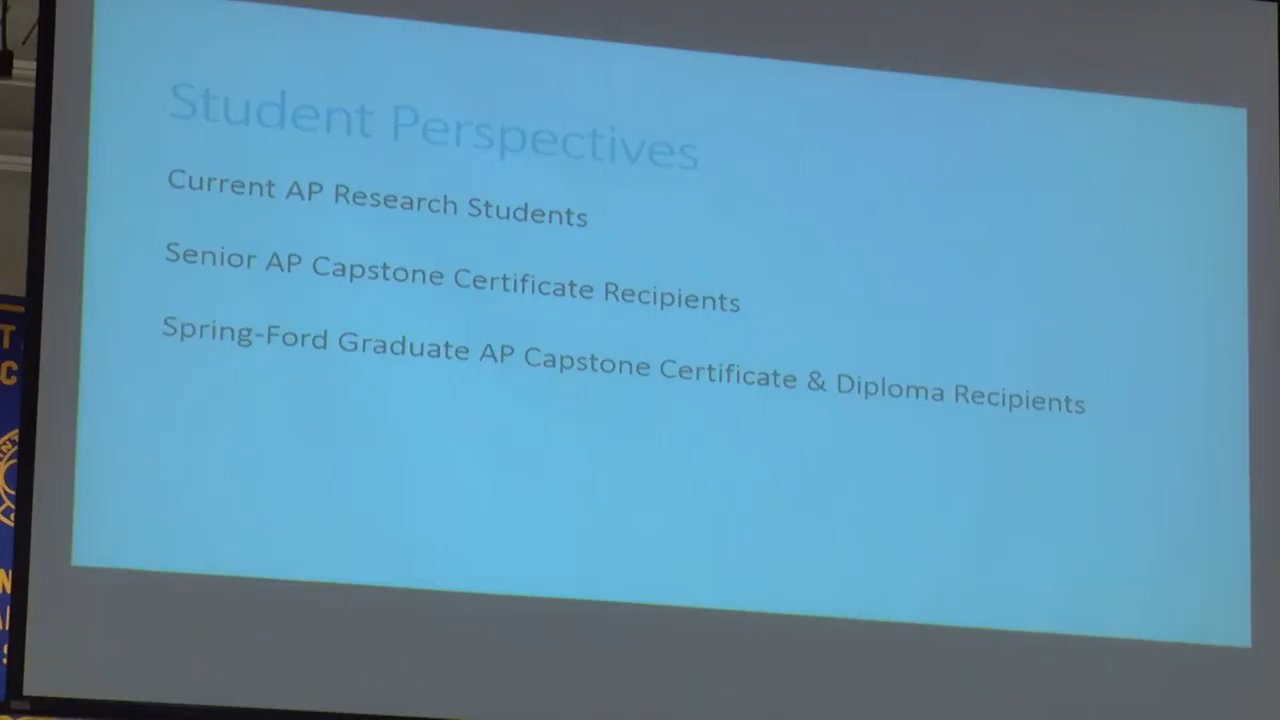 Student Perspectives
Current AP Research Students
Senior AP Capstone Certificate Recipients
Spring-Ford Graduate AP Capstone Certificate & Diploma Recipients